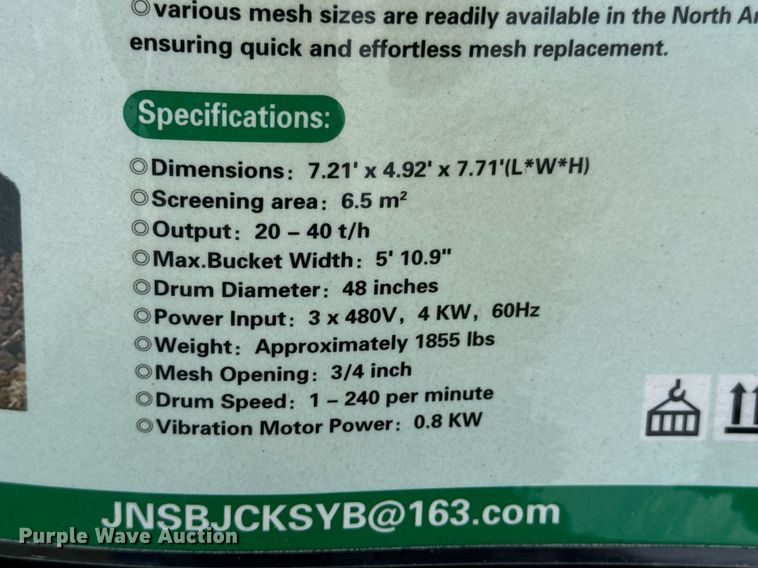 ◎various mesh sizes are readily available in the North
ensuring quick and effortless mesh replacement.
Specifications:
◎Dimensions: 7.21' x 4.92' x 7.71'(L*W*H)
◎Screening area: 6.5 m²
◎Output: 20 – 40 t/h
◎Max.Bucket Width: 5' 10.9"
◎Drum Diameter: 48 inches
◎Power Input: 3 x 480V, 4 KW, 60Hz
◎Weight: Approximately 1855 lbs
◎Mesh Opening: 3/4 inch
◎Drum Speed: 1 – 240 per minute
◎Vibration Motor Power: 0.8 KW
JNSBJCKSYB@163.com
Purple Wave Auction